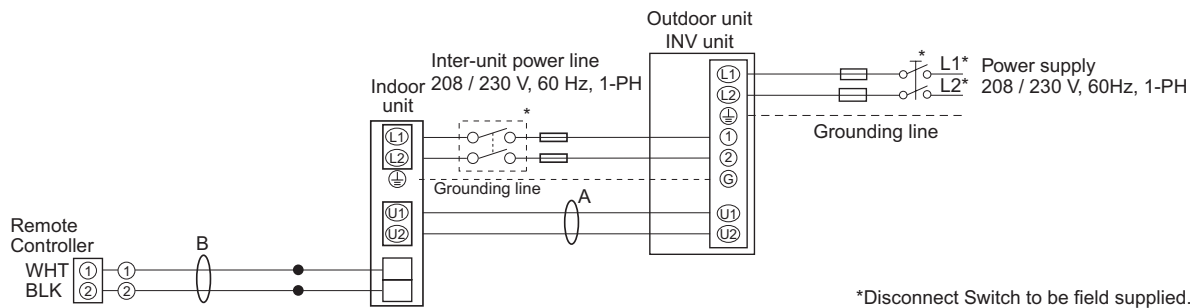 Outdoor unit
INV unit
Inter-unit power line
208 / 230 V, 60 Hz, 1-PH
Indoor
unit
*
L1*
L2*
Power supply
208 / 230 V, 60Hz, 1-PH
L1
L2
Grounding line
*
L1
L2
1
2
G
Grounding line
A
U1
U2
U1
U2
Remote
Controller
B
WHT 1 1
BLK 2 2
*Disconnect Switch to be field supplied.